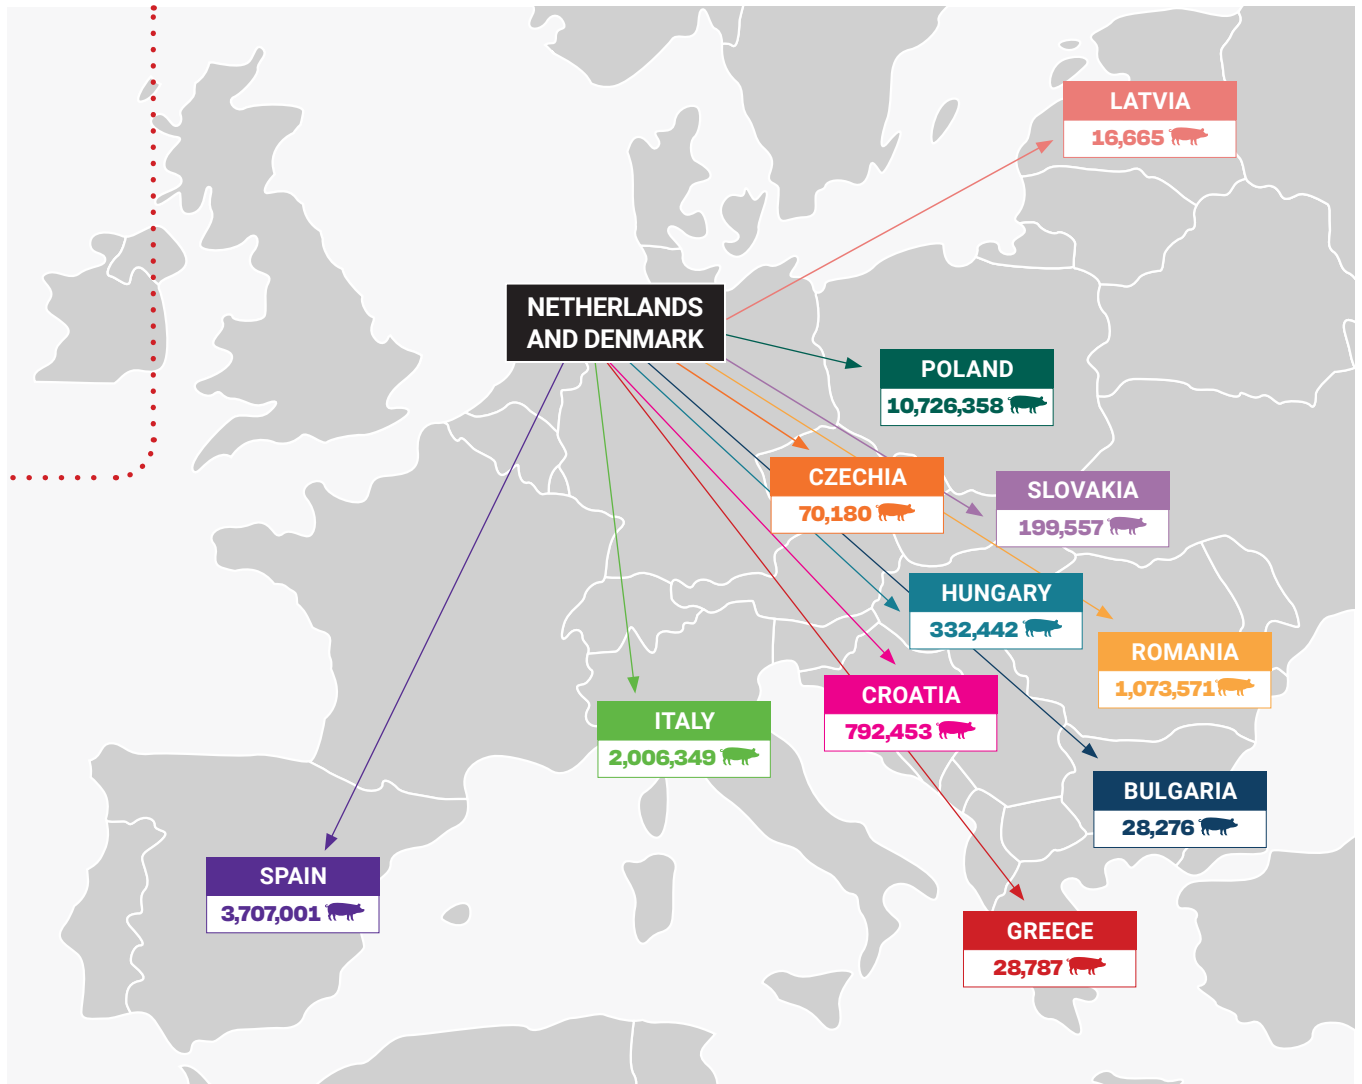 LATVIA
16,665
NETHERLANDS
AND DENMARK
POLAND
10,726,358
CZECHIA
70,180
SLOVAKIA
199,557
HUNGARY
332,442
ROMANIA
1,073,571
CROATIA
792,453
ITALY
2,006,349
BULGARIA
28,276
SPAIN
3,707,001
GREECE
28,787